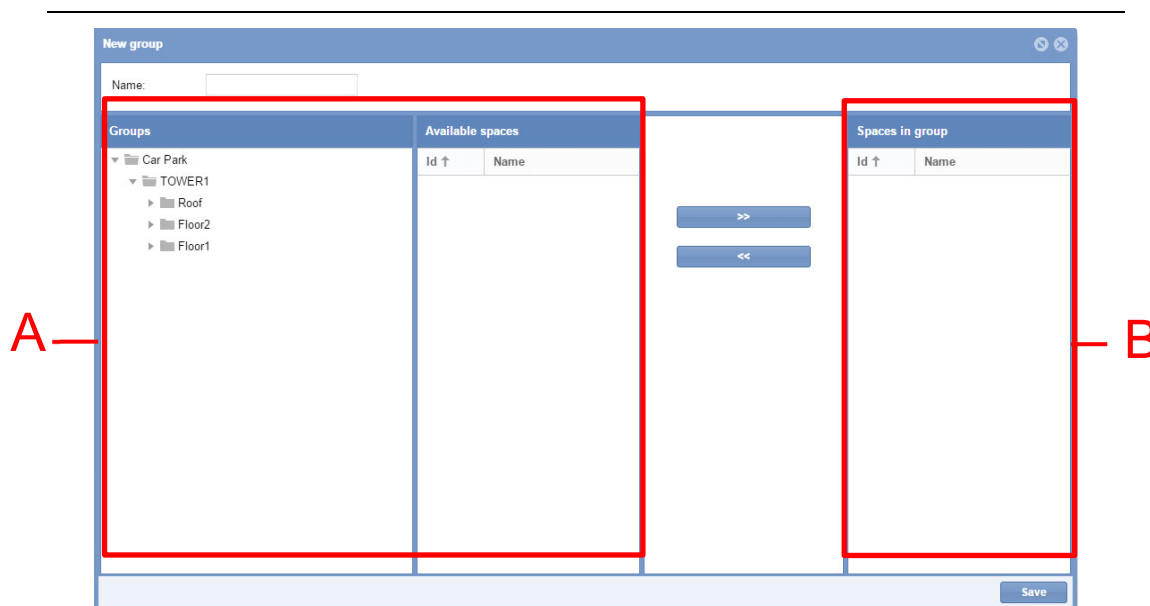 New group
Name:
Groups
Available spaces
Spaces in group
Car Park
Id ↑ Name
Id ↑ Name
TOWER1
Roof
>>
Floor2
Floor1
<<
A
B
Save